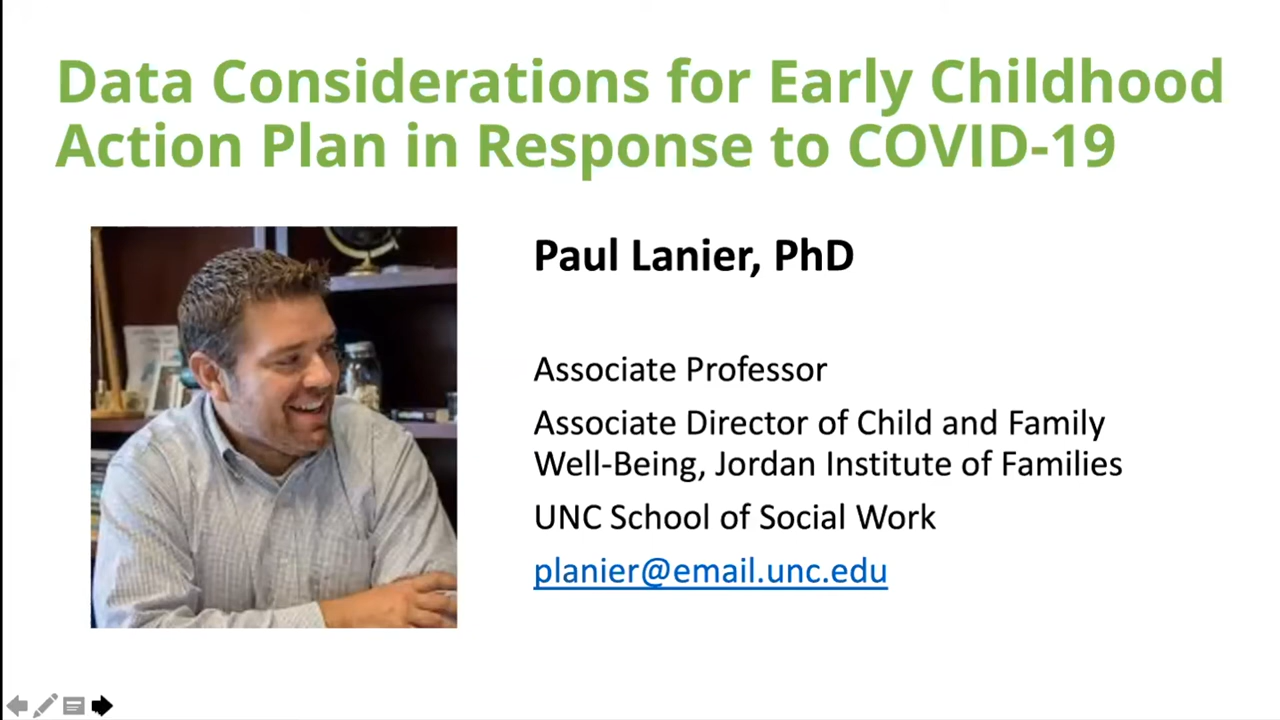 Data Considerations for Early Childhood
Action Plan in Response to COVID-19
Paul Lanier, PhD
Associate Professor
Associate Director of Child and Family
Well-Being, Jordan Institute of Families
UNC School of Social Work
planier@email.unc.edu